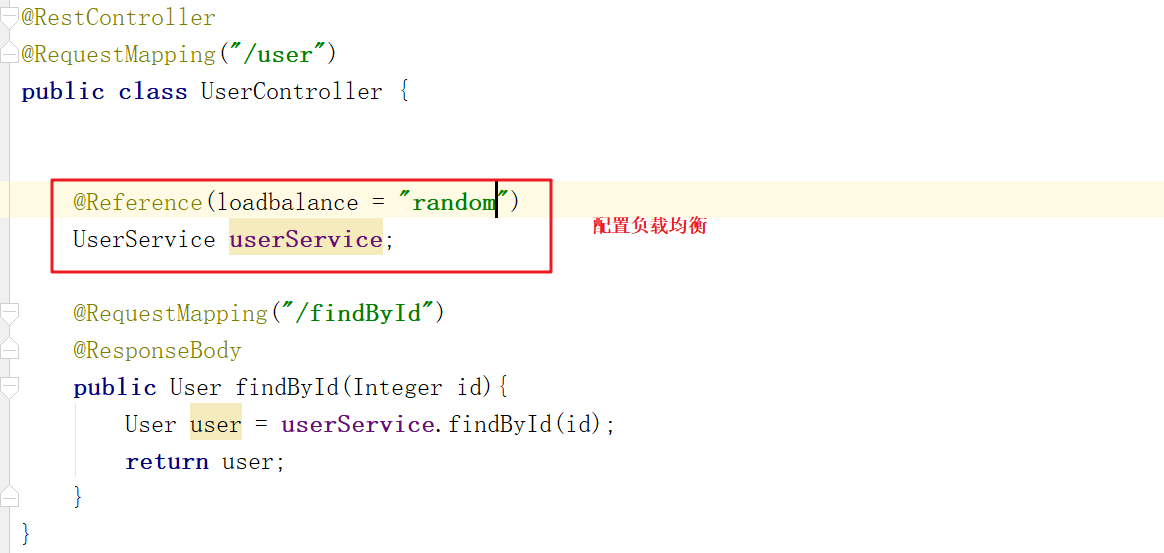 @RestController
@RequestMapping("/user")
public class UserController {
@Reference(loadbalance = "random")
UserService userService;
配置负载均衡
@RequestMapping("/findById")
@ResponseBody
public User findById(Integer id){
User user = userService.findById(id);
return user;
}
}